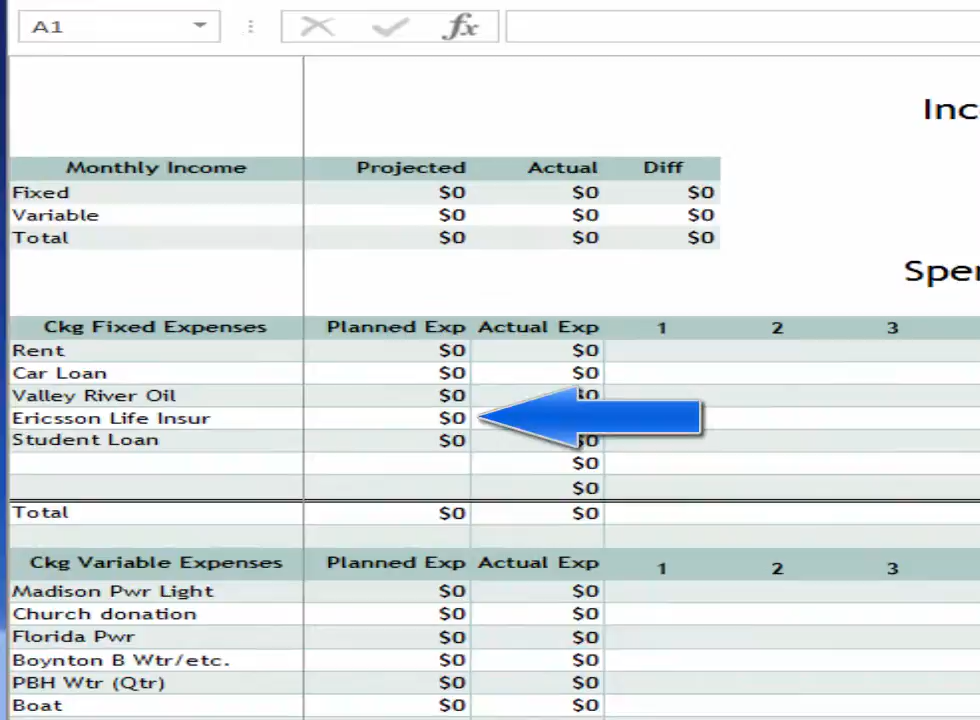 A1 fx
Inc
Monthly Income Projected Actual Diff
Fixed $0 $0 $0
Variable $0 $0 $0
Total $0 $0 $0
Spen
Ckg Fixed Expenses Planned Exp Actual Exp 1 2 3
Rent $0 $0
Car Loan $0 $0
Valley River Oil $0 $0
Ericsson Life Insur $0
Student Loan $0 $0
$0
$0
Total $0 $0
Ckg Variable Expenses Planned Exp Actual Exp 1 2 3
Madison Pwr Light $0 $0
Church donation $0 $0
Florida Pwr $0 $0
Boynton B Wtr/etc. $0 $0
PBH Wtr (Qtr) $0 $0
Boat $0 $0